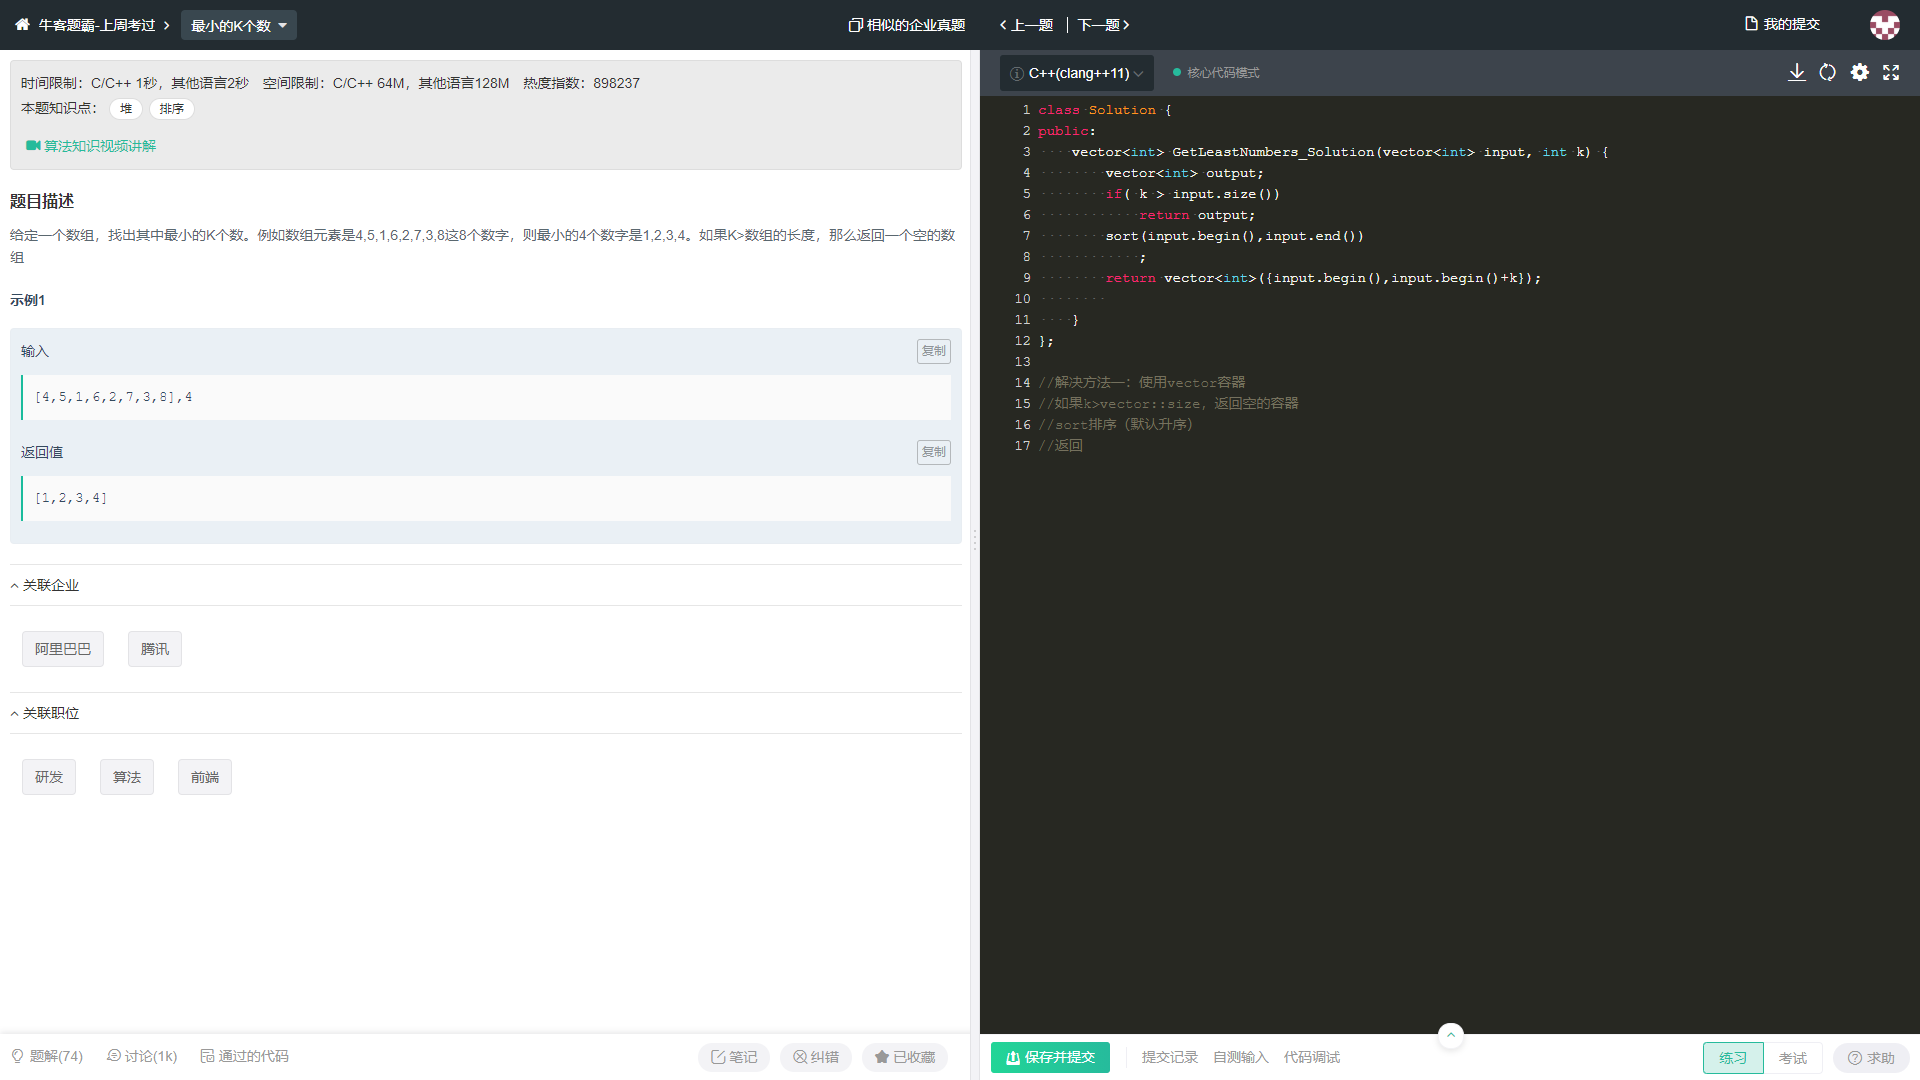 牛客题霸-上周考过
最小的K个数
相似的企业真题
上一题
下一题
我的提交
时间限制：C/C++ 1秒，其他语言2秒 空间限制：C/C++ 64M，其他语言128M 热度指数：898237
本题知识点： 堆 排序
算法知识视频讲解
题目描述
给定一个数组，找出其中最小的K个数。例如数组元素是4,5,1,6,2,7,3,8这8个数字，则最小的4个数字是1,2,3,4。如果K>数组的长度，那么返回一个空的数
组
示例1
输入
复制
[4,5,1,6,2,7,3,8],4
返回值
复制
[1,2,3,4]
关联企业
阿里巴巴 腾讯
关联职位
研发 算法 前端
题解(74) 讨论(1k) 通过的代码 笔记 纠错 已收藏
C++(clang++11) 核心代码模式
1 class Solution {
2 public:
3     vector<int> GetLeastNumbers_Solution(vector<int> input, int k) {
4         vector<int> output;
5         if( k > input.size())
6             return output;
7         sort(input.begin(),input.end())
8             ;
9         return vector<int>({input.begin(),input.begin()+k});
10
11     }
12 };
13
14 //解决方法一：使用vector容器
15 //如果k>vector::size，返回空的容器
16 //sort排序（默认升序）
17 //返回
保存并提交 提交记录 自测输入 代码调试 练习 考试 求助